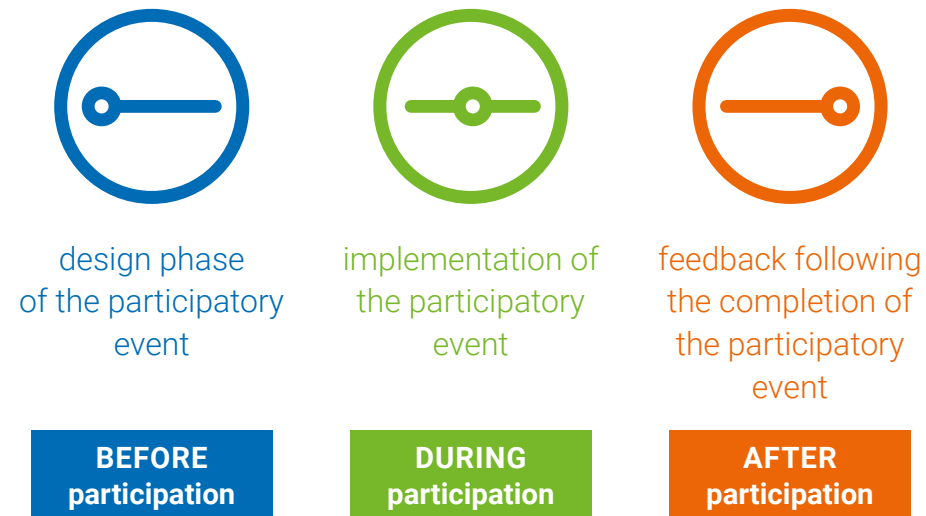 design phase
of the participatory
event
BEFORE
participation
implementation of
the participatory
event
DURING
participation
feedback following
the completion of
the participatory
event
AFTER
participation